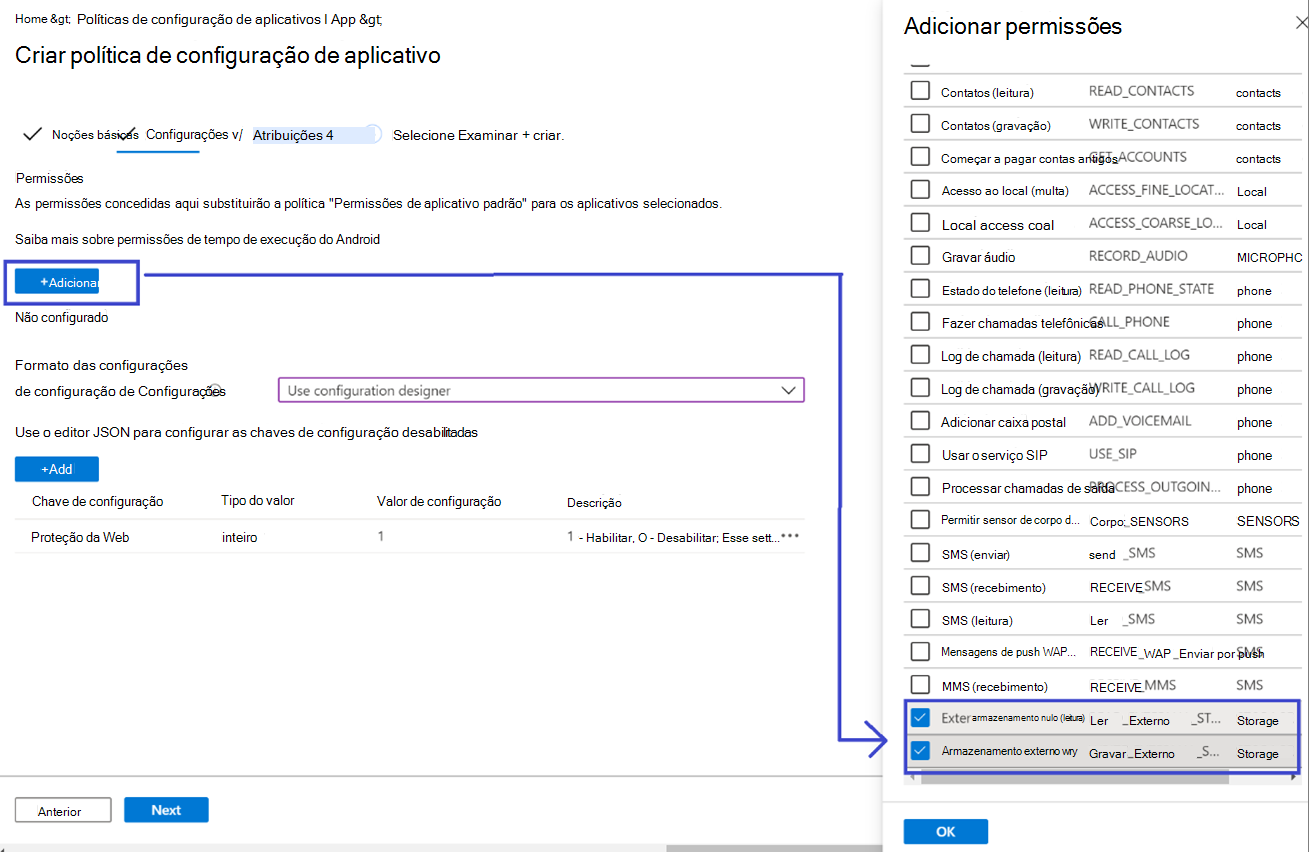 Home &gt; Políticas de configuração de aplicativos | App &gt;
Criar política de configuração de aplicativo
Noções básicas Configurações v/ Atribuições 4 Selecione Examinar + criar.
Permissões
As permissões concedidas aqui substituirão a política "Permissões de aplicativo padrão" para os aplicativos selecionados.
Saiba mais sobre permissões de tempo de execução do Android
+Adicionar
Não configurado
Formato das configurações
de configuração de Configurações
Use configuration designer
Use o editor JSON para configurar as chaves de configuração desabilitadas
+Add
Chave de configuração Tipo do valor Valor de configuração Descrição
Proteção da Web inteiro 1 1 - Habilitar, O - Desabilitar; Esse sett... •••
Anterior Next
Adicionar permissões
Contatos (leitura) READ_CONTACTS contacts
Contatos (gravação) WRITE_CONTACTS contacts
Começar a pagar contas antigos GET_ACCOUNTS contacts
Acesso ao local (multa) ACCESS_FINE_LOCAT... Local
Local access coal ACCESS_COARSE_LO... Local
Gravar áudio RECORD_AUDIO MICROPHC
Estado do telefone (leitura) READ_PHONE_STATE phone
Fazer chamadas telefônicas CALL_PHONE phone
Log de chamada (leitura) READ_CALL_LOG phone
Log de chamada (gravação) WRITE_CALL_LOG phone
Adicionar caixa postal ADD_VOICEMAIL phone
Usar o serviço SIP USE_SIP phone
Processar chamadas de saída PROCESS_OUTGOIN... phone
Permitir sensor de corpo d... Corpo:_SENSORS SENSORS
SMS (enviar) send _SMS SMS
SMS (recebimento) RECEIVE_SMS SMS
SMS (leitura) Ler _SMS SMS
Mensagens de push WAP... RECEIVE_WAP_Enviar por push SMS
MMS (recebimento) RECEIVE_MMS SMS
Exter armazenamento nulo (leitura) Ler _Externo _ST... Storage
Armazenamento externo wry Gravar_Externo _S... Storage
OK